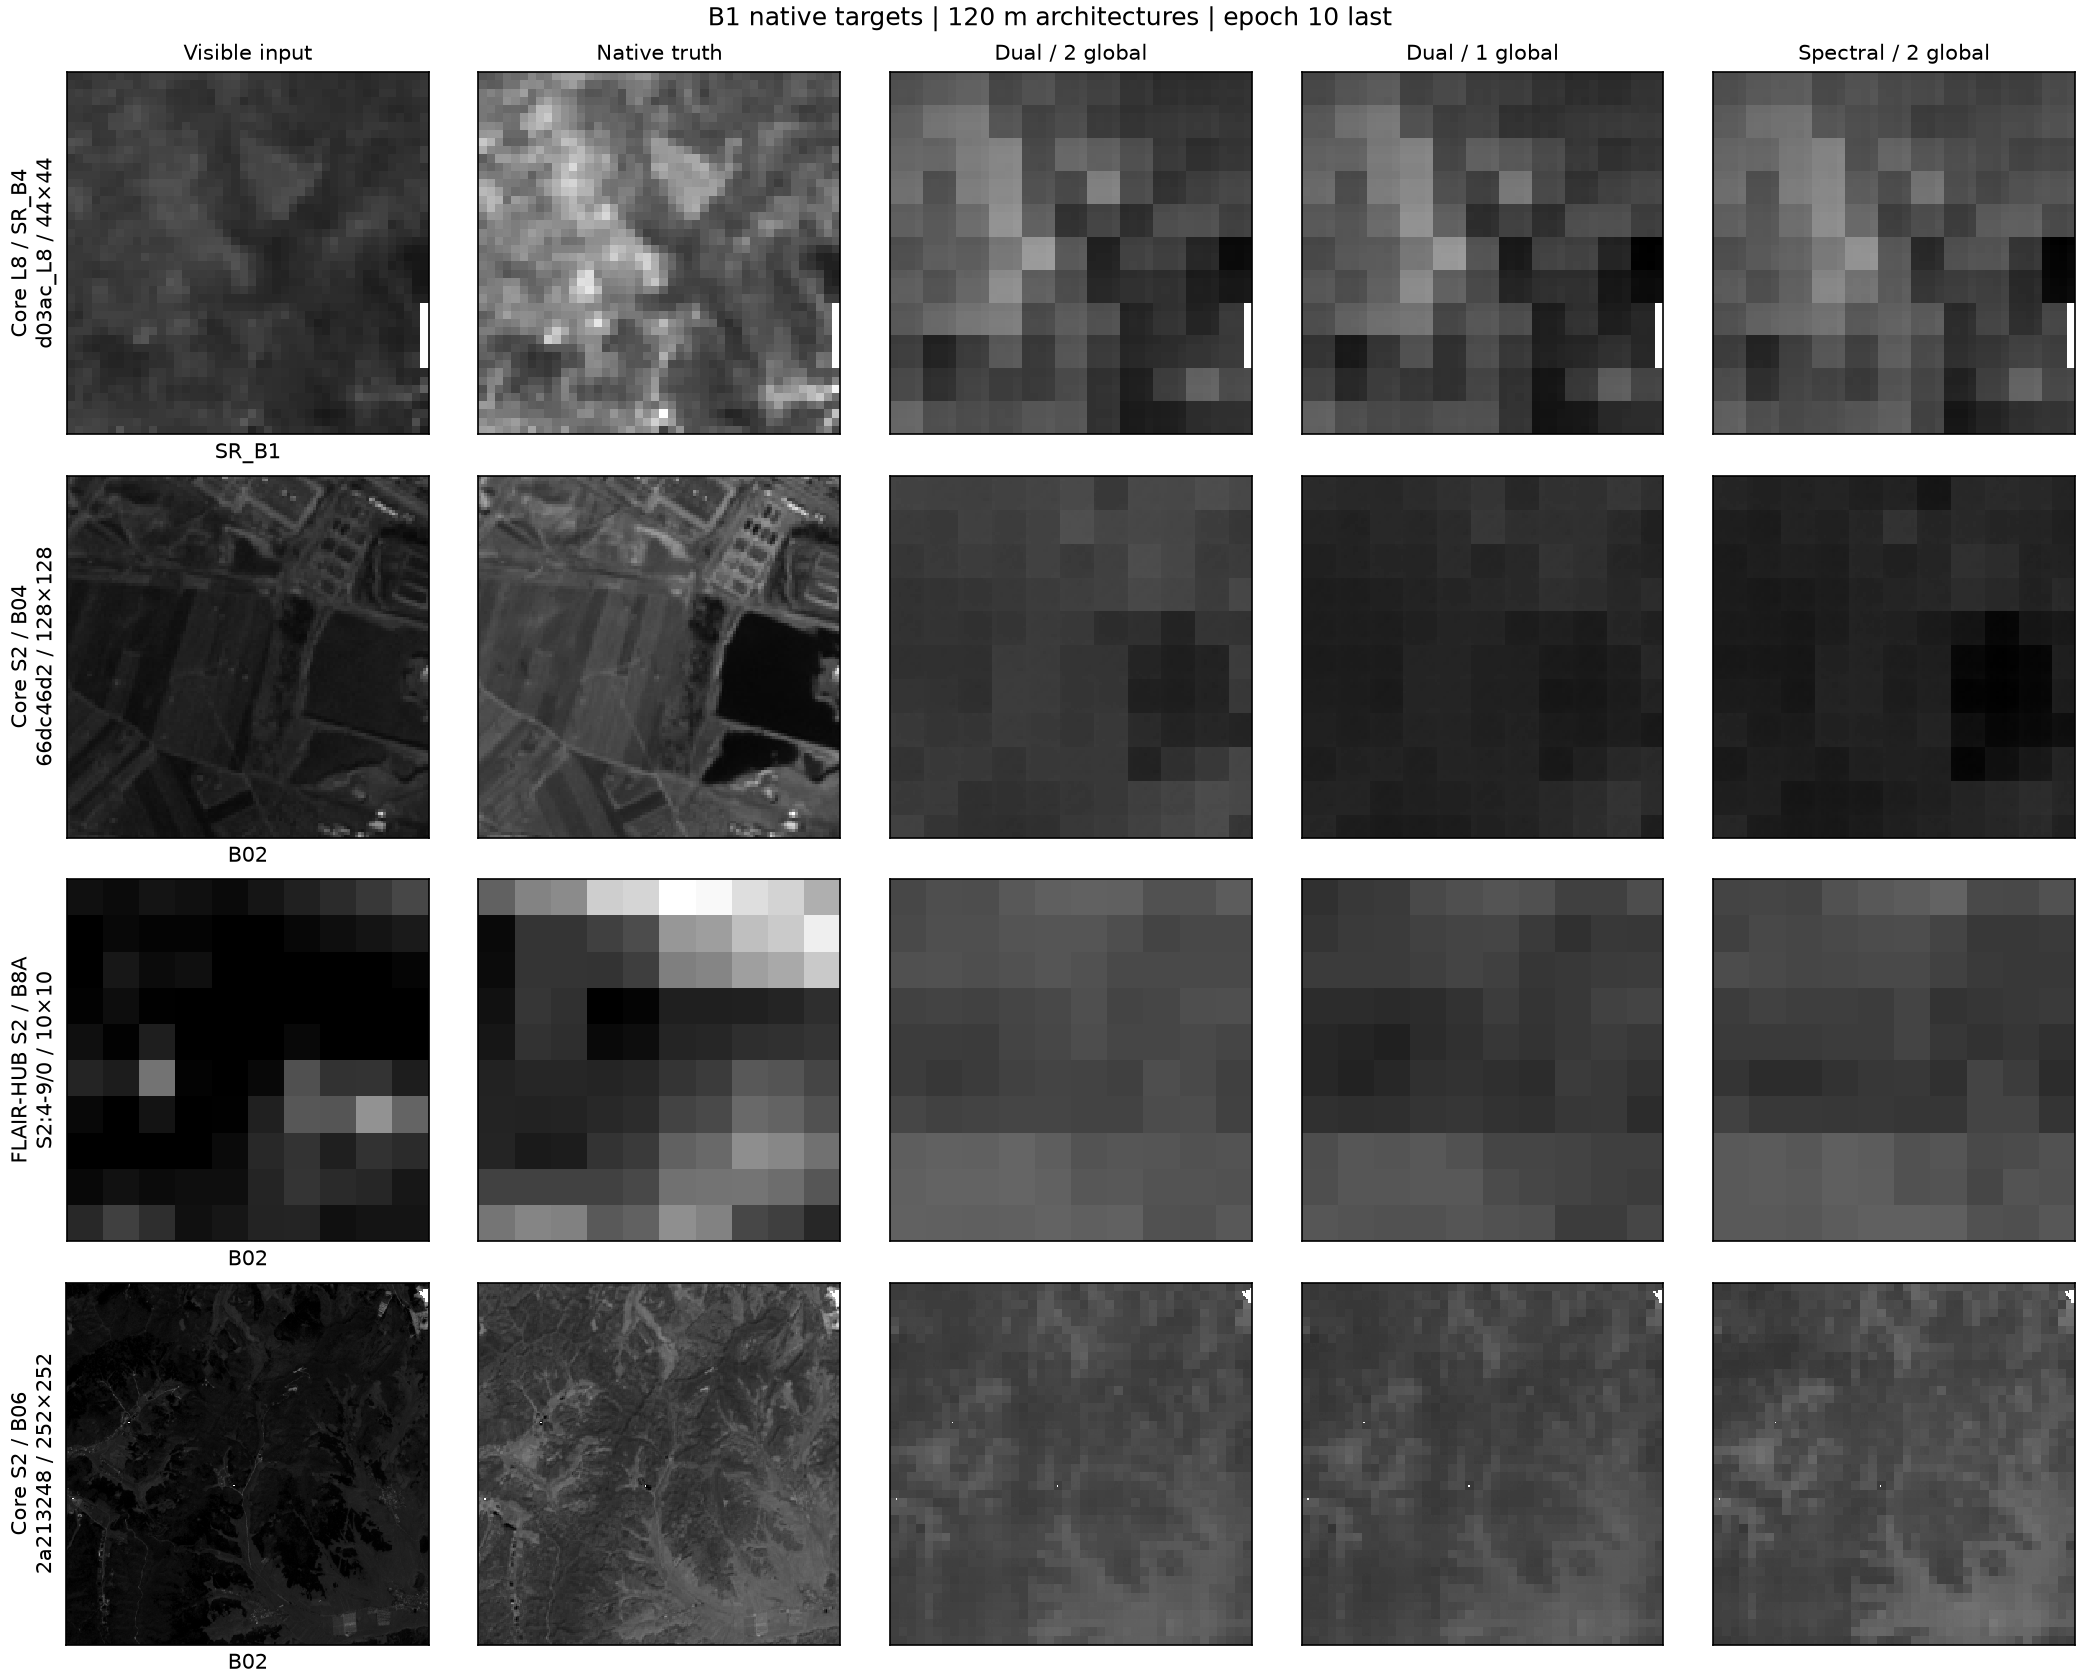 B1 native targets | 120 m architectures | epoch 10 last
Visible input
Native truth
Dual / 2 global
Dual / 1 global
Spectral / 2 global
Core L8 / SR_B4
d03ac_L8 / 44×44
SR_B1
Core S2 / B04
66dc46d2 / 128×128
B02
FLAIR-HUB S2 / B8A
S2:4-9/0 / 10×10
B02
Core S2 / B06
2a213248 / 252×252
B02